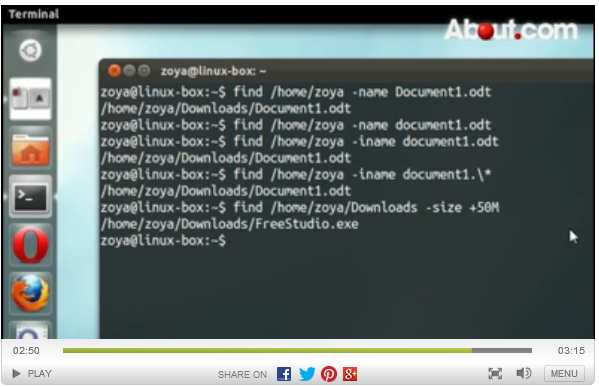 Terminal
About.com
zoya@linux-box: ~
zoya@linux-box:~$ find /home/zoya -name Document1.odt
/home/zoya/Downloads/Document1.odt
zoya@linux-box:~$ find /home/zoya -name document1.odt
zoya@linux-box:~$ find /home/zoya -iname document1.odt
/home/zoya/Downloads/Document1.odt
zoya@linux-box:~$ find /home/zoya -iname document1.\*
/home/zoya/Downloads/Document1.odt
zoya@linux-box:~$ find /home/zoya/Downloads -size +50M
/home/zoya/Downloads/FreeStudio.exe
zoya@linux-box:~$
02:50 03:15
PLAY SHARE ON MENU